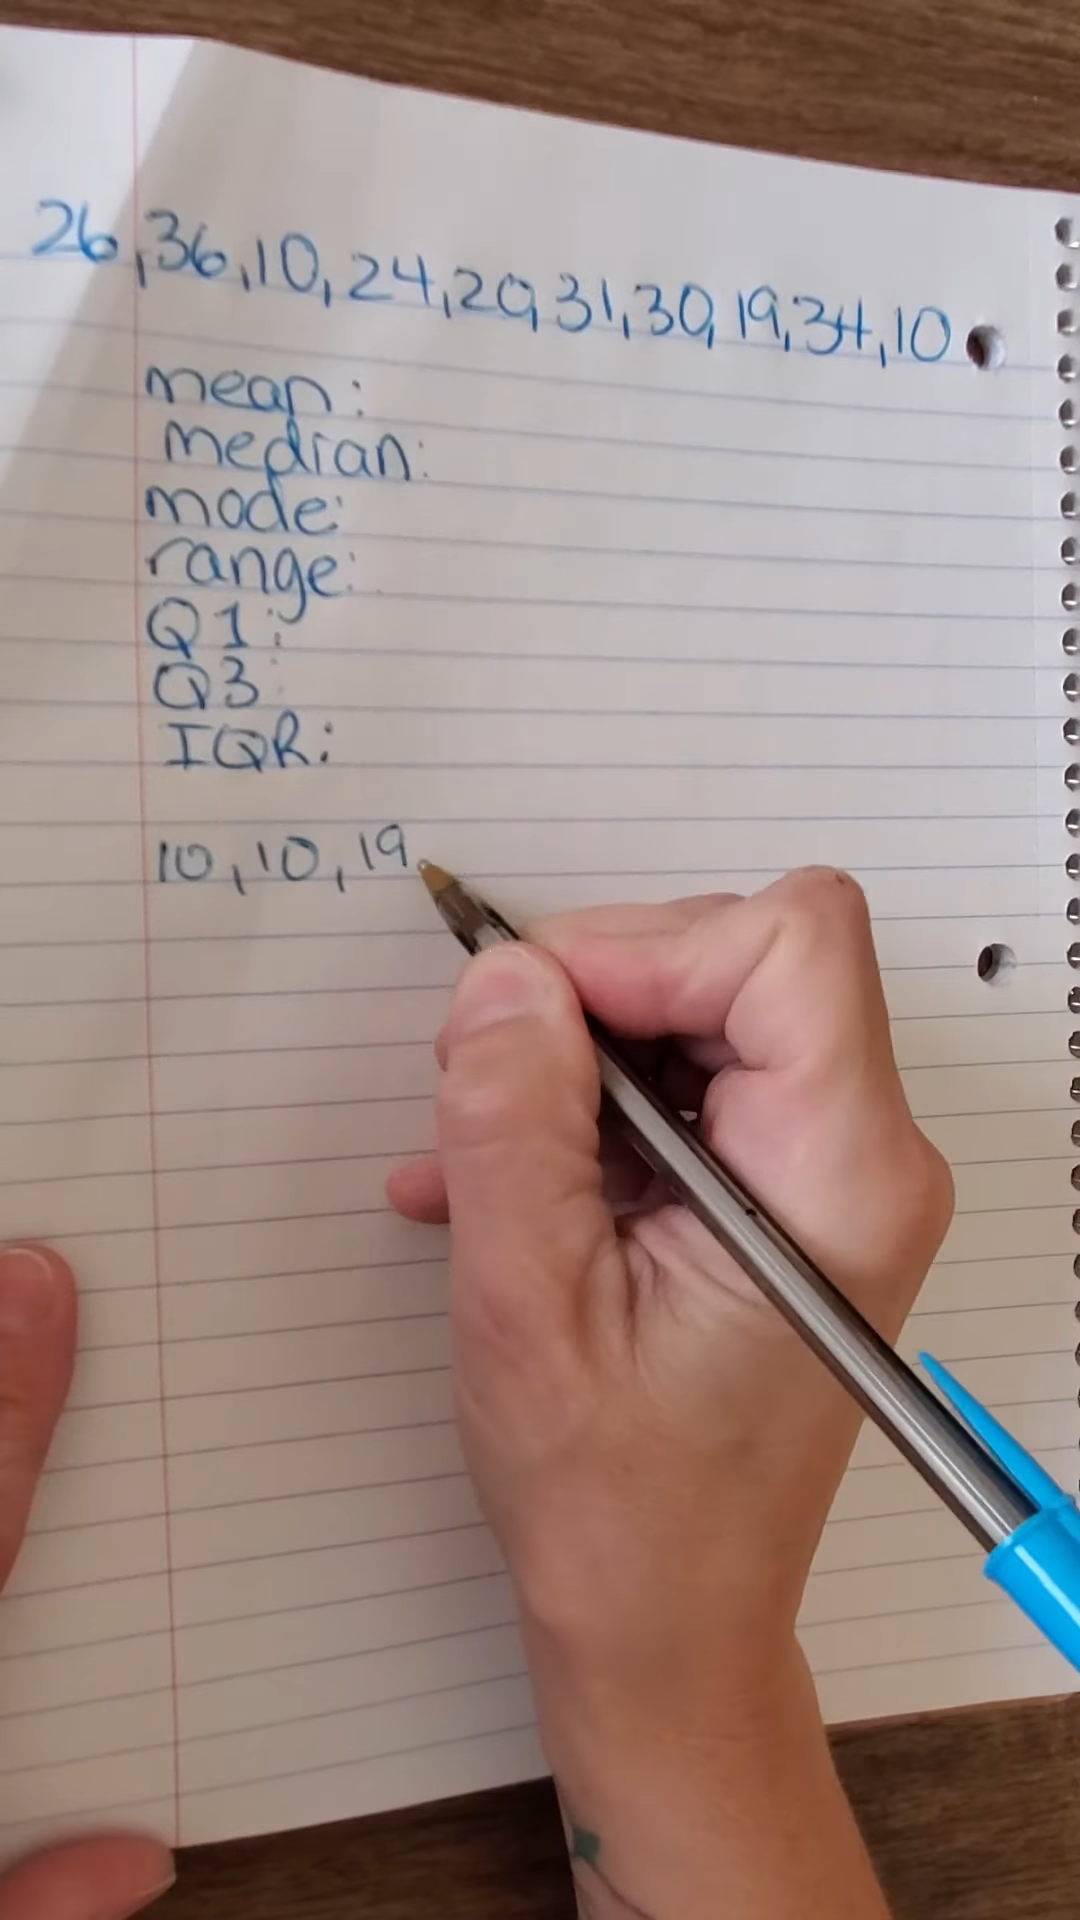 26,36,10,24,20,31,30,19,34,10
mean:
median:
mode:
range:
Q1:
Q3:
IQR:
10,10,19,